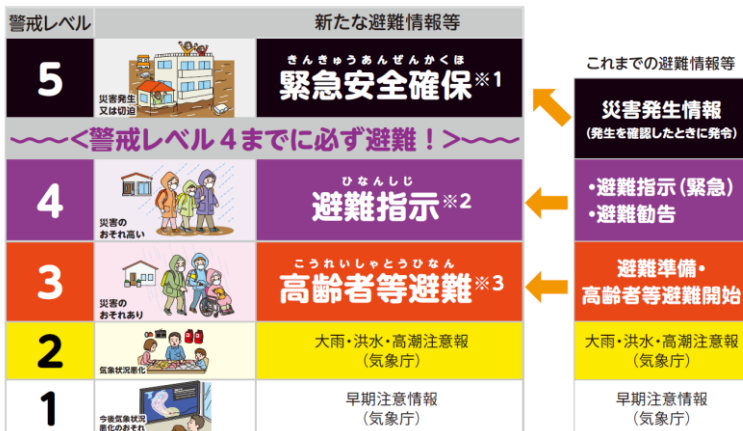 警戒レベル
新たな避難情報等
5
災害発生
又は切迫
きんきゅうあんぜんかくほ
緊急安全確保※1
〜〜〜<警戒レベル4までに必ず避難！>〜〜〜
4
災害の
おそれ高い
ひなんしじ
避難指示※2
3
災害の
おそれあり
こうれいしゃとうひなん
高齢者等避難※3
2
気象状況悪化
大雨・洪水・高潮注意報
（気象庁）
1
今後気象状況
悪化のおそれ
早期注意情報
（気象庁）
これまでの避難情報等
災害発生情報
（発生を確認したときに発令）
・避難指示（緊急）
・避難勧告
避難準備・
高齢者等避難開始
大雨・洪水・高潮注意報
（気象庁）
早期注意情報
（気象庁）